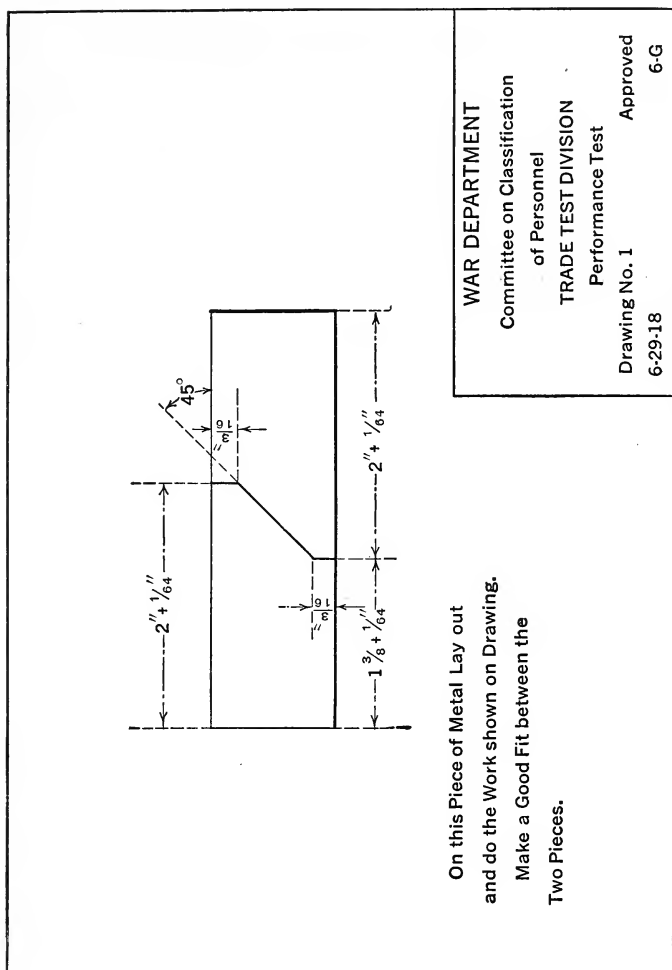 2″ + 1/64″
45°
3/16″
3/16″
1 3/8 + 1/64″
2″ + 1/64″
On this Piece of Metal Lay out
and do the Work shown on Drawing.
Make a Good Fit between the
Two Pieces.
WAR DEPARTMENT
Committee on Classification
of Personnel
TRADE TEST DIVISION
Performance Test
Drawing No. 1 Approved
6-29-18 6-G